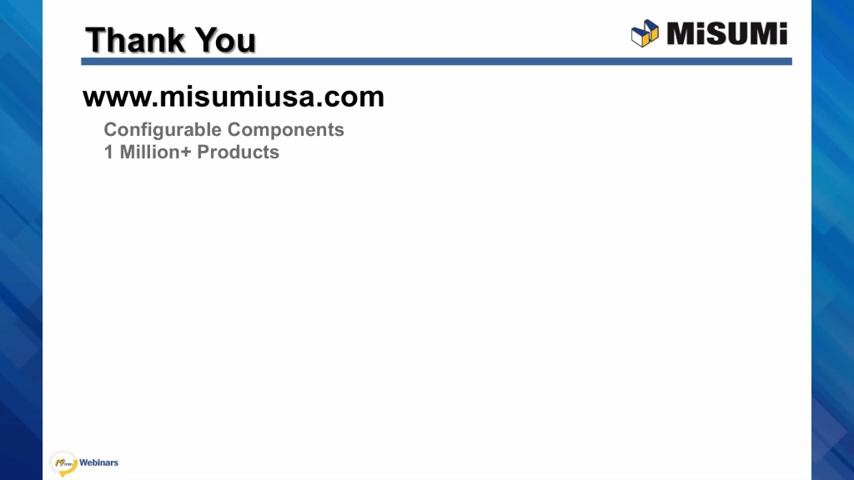 Thank You
MiSUMi
www.misumiusa.com
Configurable Components
1 Million+ Products
Webinars